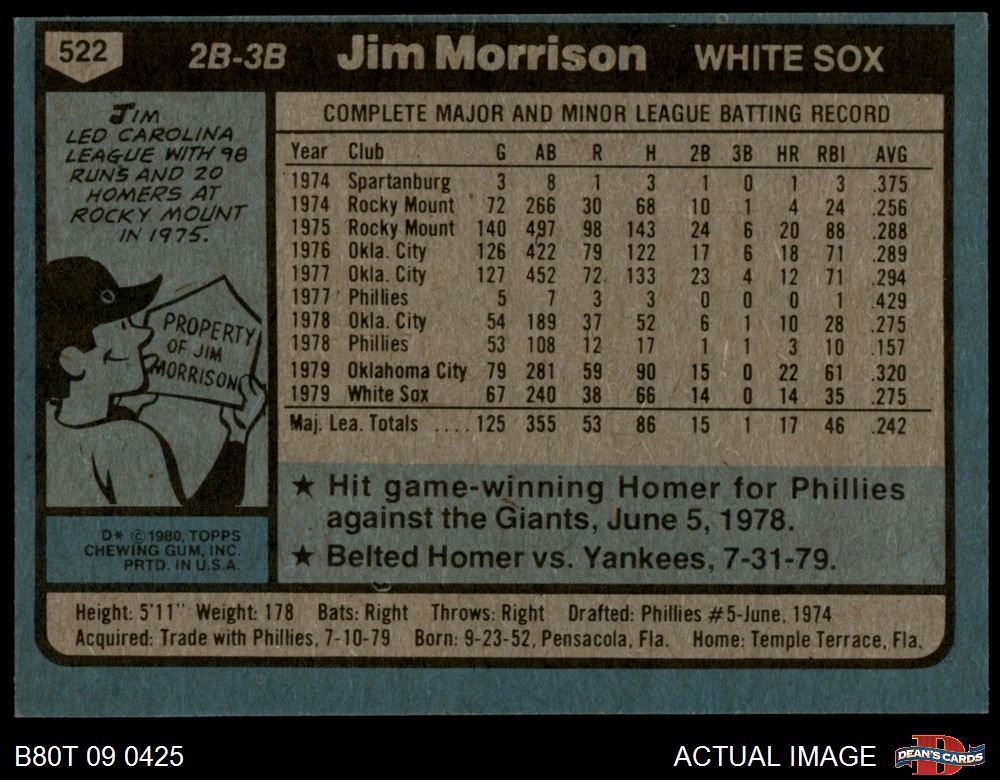 522 2B-3B Jim Morrison WHITE SOX
JIM
LED CAROLINA
LEAGUE WITH 98
RUNS AND 20
HOMERS AT
ROCKY MOUNT
IN 1975.
PROPERTY
OF JIM
MORRISON
D* © 1980, TOPPS
CHEWING GUM, INC.
PRTD. IN U.S.A.
COMPLETE MAJOR AND MINOR LEAGUE BATTING RECORD
Year Club G AB R H 2B 3B HR RBI AVG
1974 Spartanburg 3 8 1 3 1 0 1 3 .375
1974 Rocky Mount 72 266 30 68 10 1 4 24 .256
1975 Rocky Mount 140 497 98 143 24 6 20 88 .288
1976 Okla. City 126 422 79 122 17 6 18 71 .289
1977 Okla. City 127 452 72 133 23 4 12 71 .294
1977 Phillies 5 7 3 3 0 0 0 1 .429
1978 Okla. City 54 189 37 52 6 1 10 28 .275
1978 Phillies 53 108 12 17 1 1 3 10 .157
1979 Oklahoma City 79 281 59 90 15 0 22 61 .320
1979 White Sox 67 240 38 66 14 0 14 35 .275
Maj. Lea. Totals ....125 355 53 86 15 1 17 46 .242
★ Hit game-winning Homer for Phillies
against the Giants, June 5, 1978.
★ Belted Homer vs. Yankees, 7-31-79.
Height: 5'11" Weight: 178 Bats: Right Throws: Right Drafted: Phillies #5-June, 1974
Acquired: Trade with Phillies, 7-10-79 Born: 9-23-52, Pensacola, Fla. Home: Temple Terrace, Fla.
B80T 09 0425 ACTUAL IMAGE DEAN'S CARDS